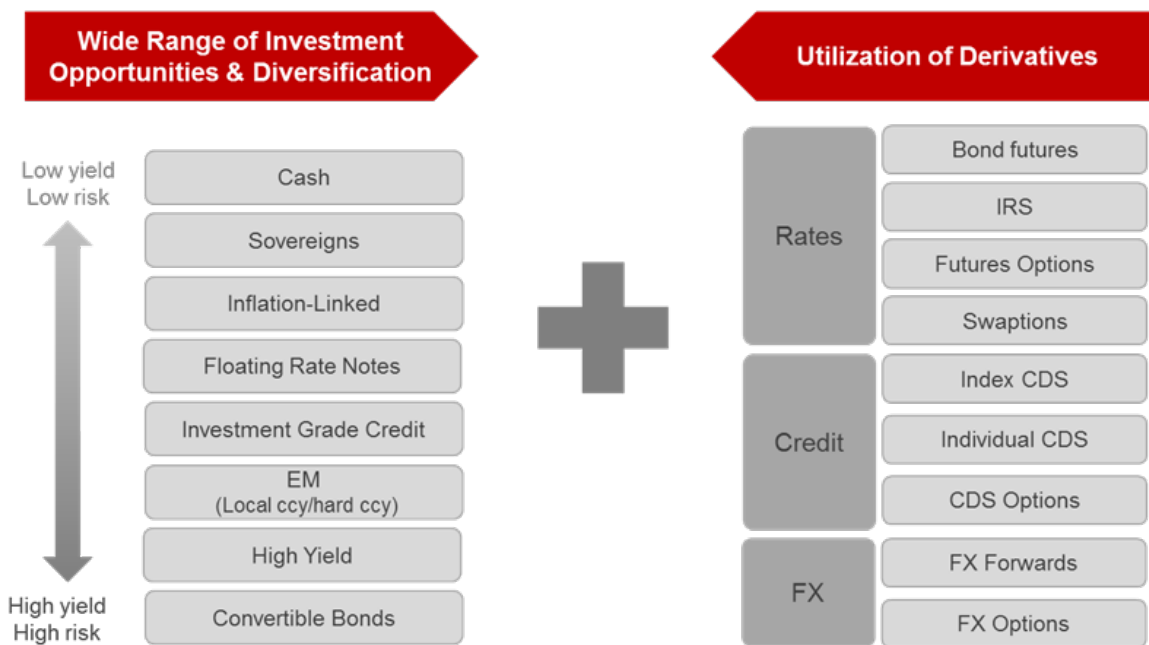 Wide Range of Investment
Opportunities & Diversification
Low yield
Low risk
High yield
High risk
Cash
Sovereigns
Inflation-Linked
Floating Rate Notes
Investment Grade Credit
EM
(Local ccy/hard ccy)
High Yield
Convertible Bonds
Utilization of Derivatives
Rates
Bond futures
IRS
Futures Options
Swaptions
Credit
Index CDS
Individual CDS
CDS Options
FX
FX Forwards
FX Options